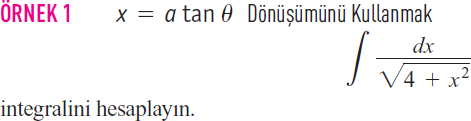 ÖRNEK 1 x = a tan θ Dönüşümünü Kullanmak
∫ dx / √(4 + x²)
integralini hesaplayın.